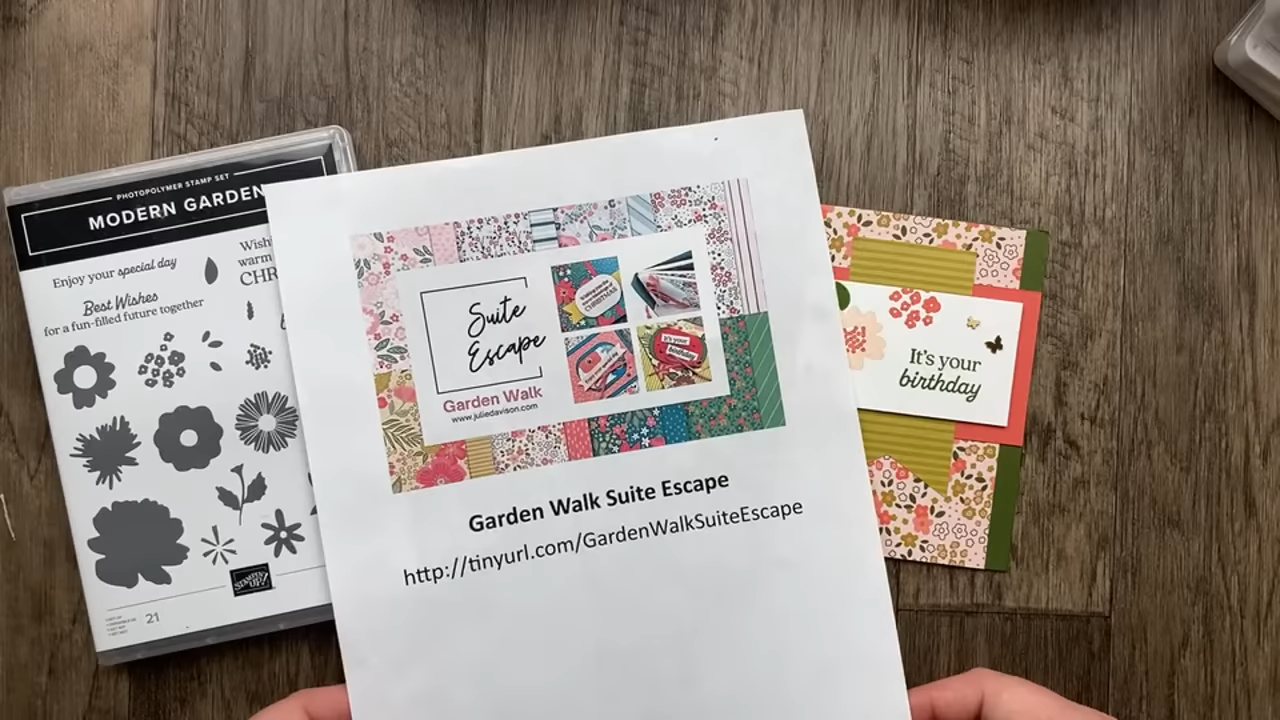 PHOTOPOLYMER STAMP SET
MODERN GARDEN
Enjoy your special day
Best Wishes
for a fun-filled future together
Wish
warm
CHR
STAMPIN' UP!
21
Suite
Escape
Garden Walk
www.juliedavison.com
It's your
birthday
Garden Walk Suite Escape
http://tinyurl.com/GardenWalkSuiteEscape
It's your
birthday